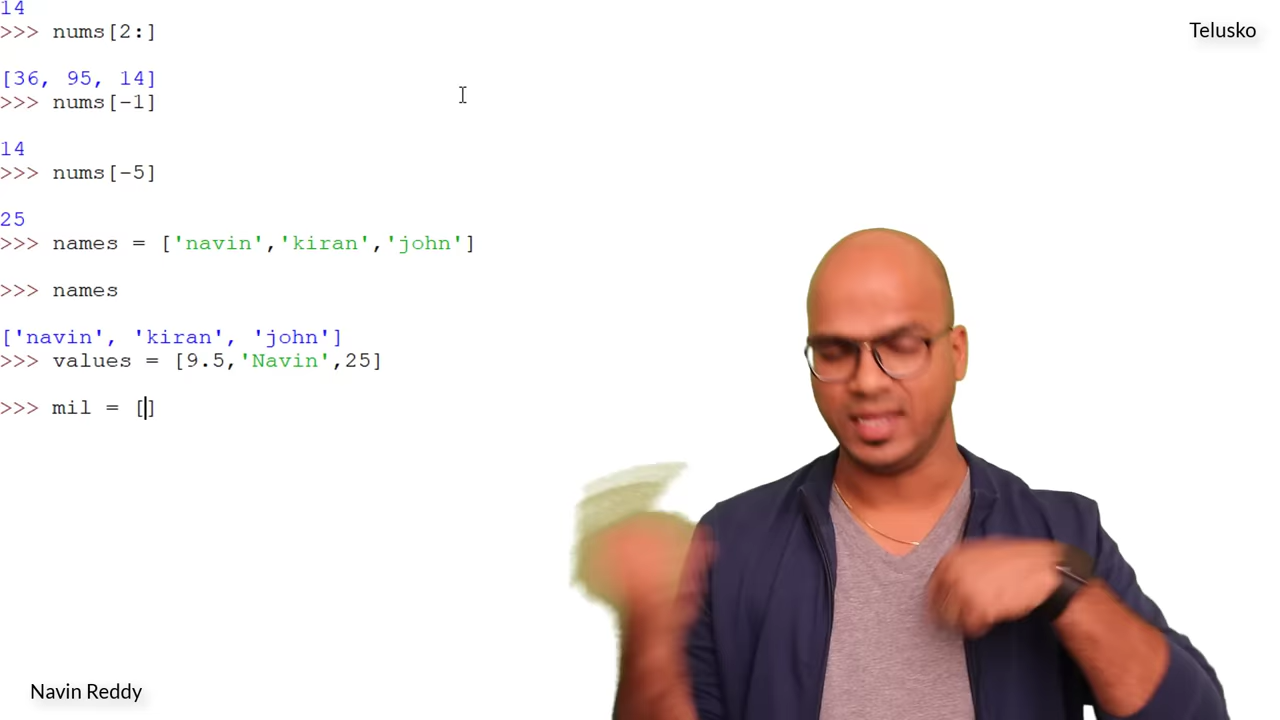 14
>>> nums[2:]
[36, 95, 14]
>>> nums[-1]
14
>>> nums[-5]
25
>>> names = ['navin','kiran','john']
>>> names
['navin', 'kiran', 'john']
>>> values = [9.5,'Navin',25]
>>> mil = []
Telusko
Navin Reddy